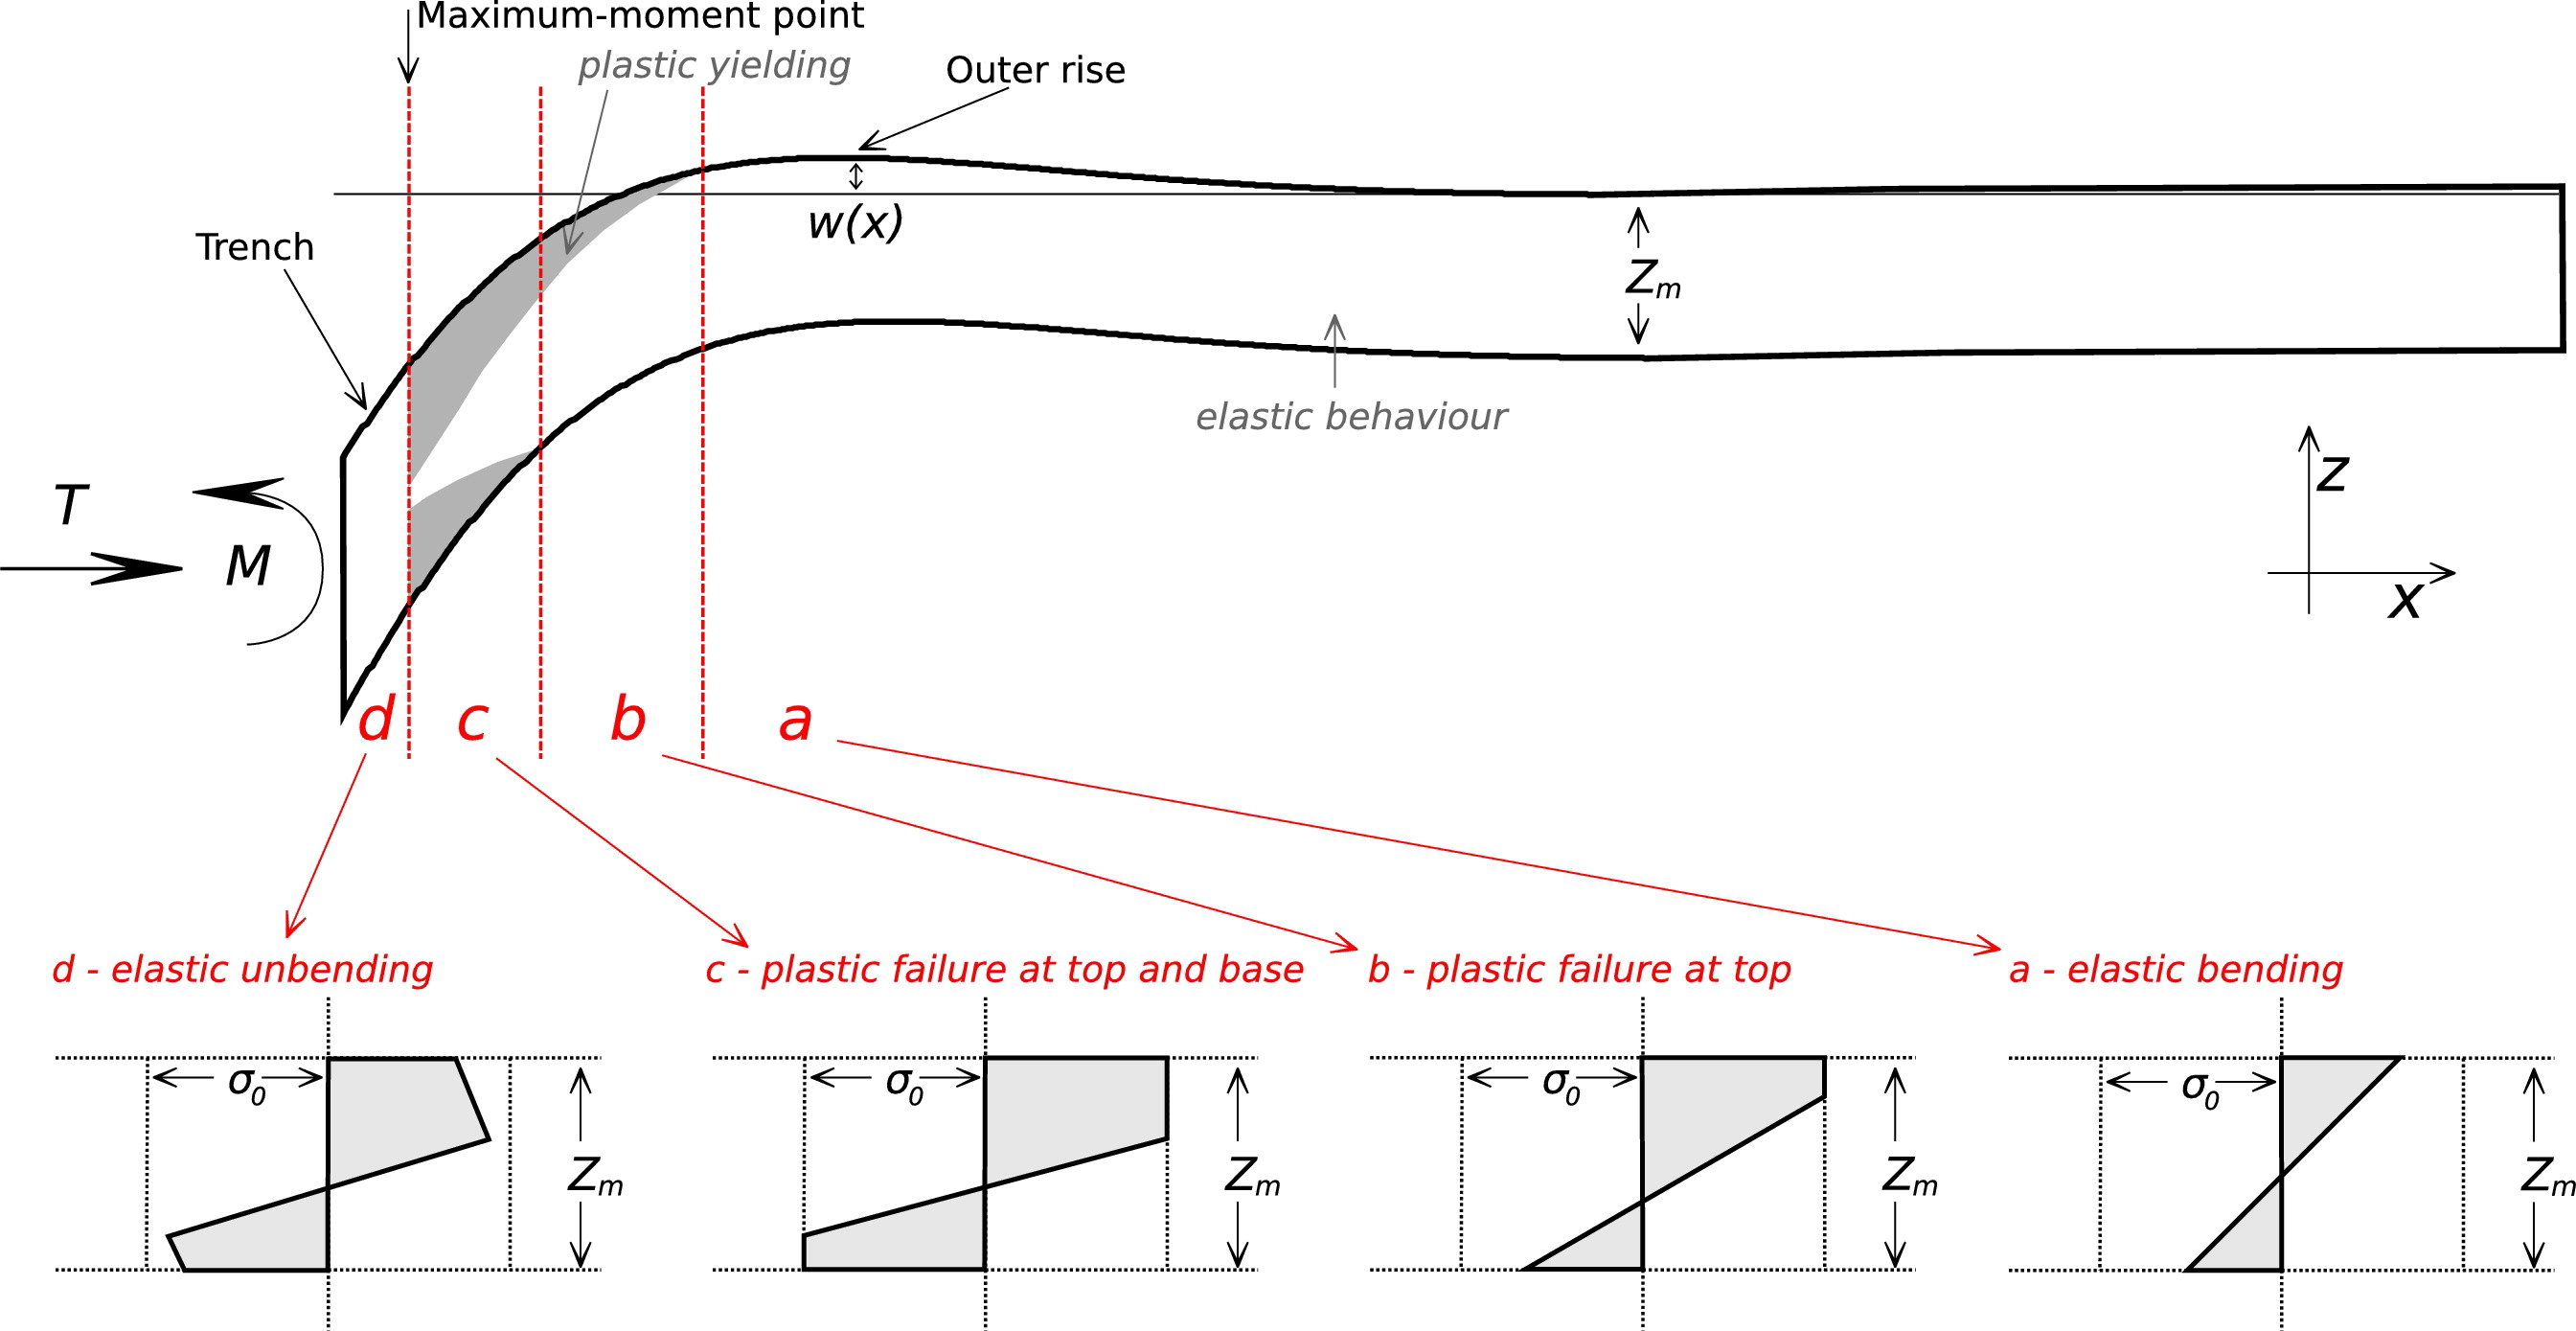 Maximum-moment point
plastic yielding
Outer rise
w(x)
Trench
Zm
elastic behaviour
T
M
z
x
d
c
b
a
d - elastic unbending
c - plastic failure at top and base
b - plastic failure at top
a - elastic bending
σ0
Zm
σ0
Zm
σ0
Zm
σ0
Zm